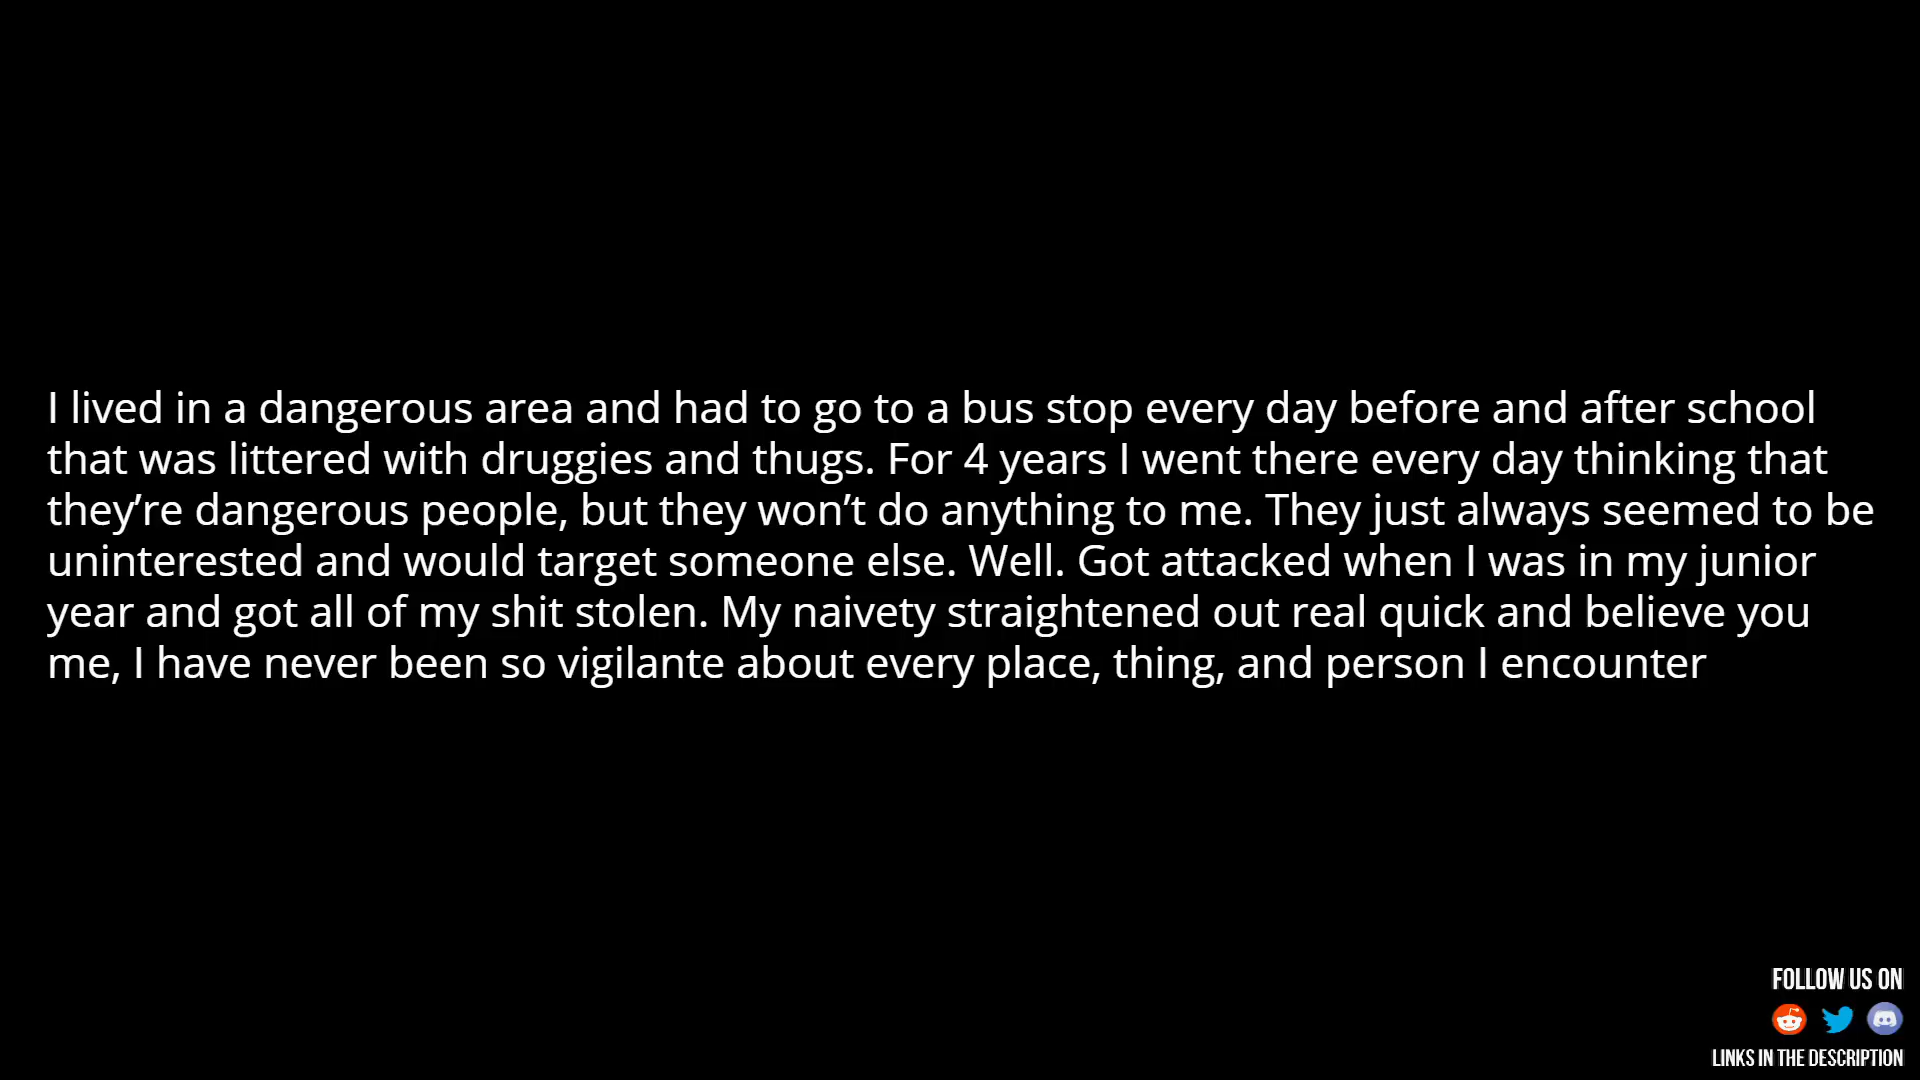 I lived in a dangerous area and had to go to a bus stop every day before and after school
that was littered with druggies and thugs. For 4 years I went there every day thinking that
they’re dangerous people, but they won’t do anything to me. They just always seemed to be
uninterested and would target someone else. Well. Got attacked when I was in my junior
year and got all of my shit stolen. My naivety straightened out real quick and believe you
me, I have never been so vigilante about every place, thing, and person I encounter
FOLLOW US ON
LINKS IN THE DESCRIPTION